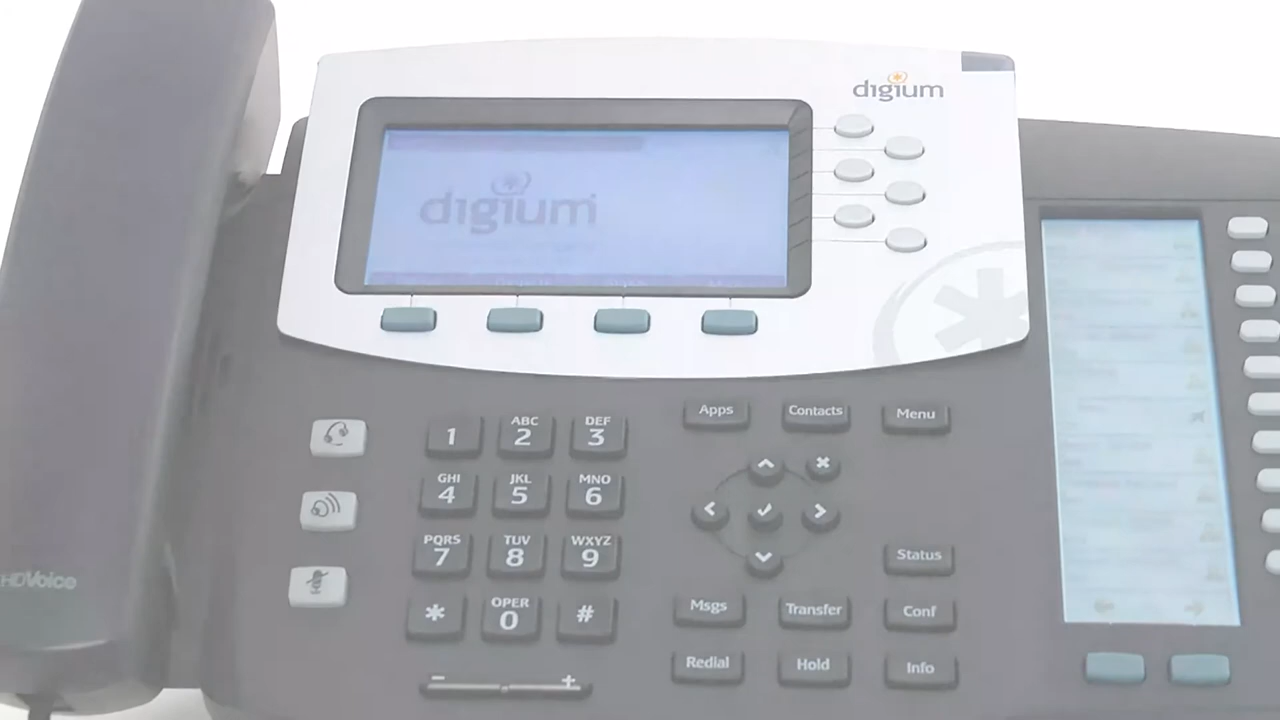 digium
digium
Apps
Contacts
Menu
1
ABC
2
DEF
3
GHI
4
JKL
5
MNO
6
PQRS
7
TUV
8
WXYZ
9
Status
*
OPER
0
#
Msgs
Transfer
Conf
Redial
Hold
Info
- +
HDVoice